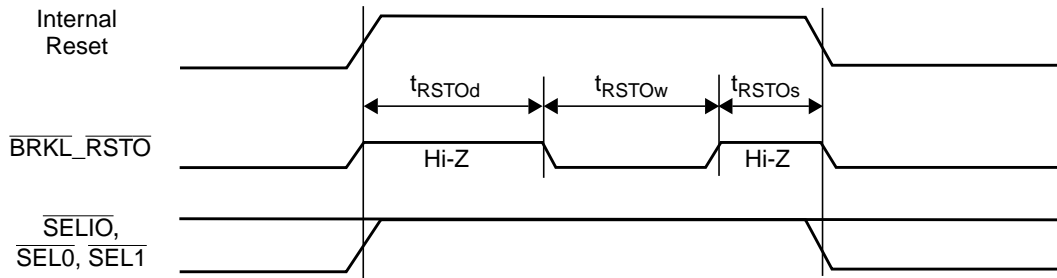 Internal
Reset
tRSTOd
tRSTOw
tRSTOs
BRKL_RSTO
Hi-Z
Hi-Z
SELIO,
SEL0, SEL1